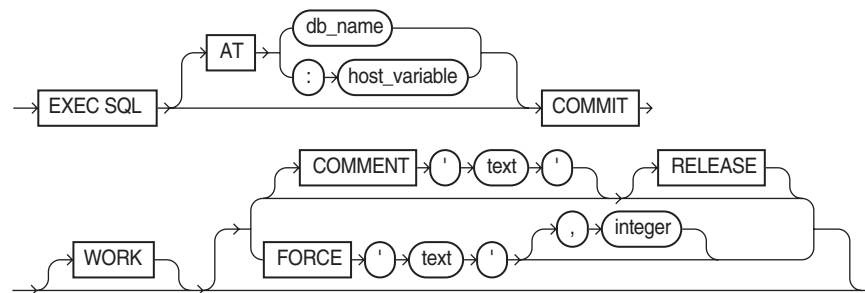 db_name
AT
: host_variable
EXEC SQL COMMIT
COMMENT ' text ' RELEASE
, integer
WORK FORCE ' text '